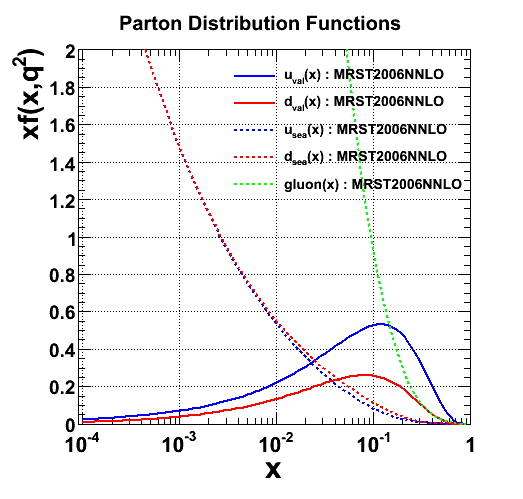 Parton Distribution Functions
xf(x,q²)
2
1.8
1.6
1.4
1.2
1
0.8
0.6
0.4
0.2
0
u_val(x) : MRST2006NNLO
d_val(x) : MRST2006NNLO
u_sea(x) : MRST2006NNLO
d_sea(x) : MRST2006NNLO
gluon(x) : MRST2006NNLO
10⁻⁴ 10⁻³ 10⁻² 10⁻¹ 1
x